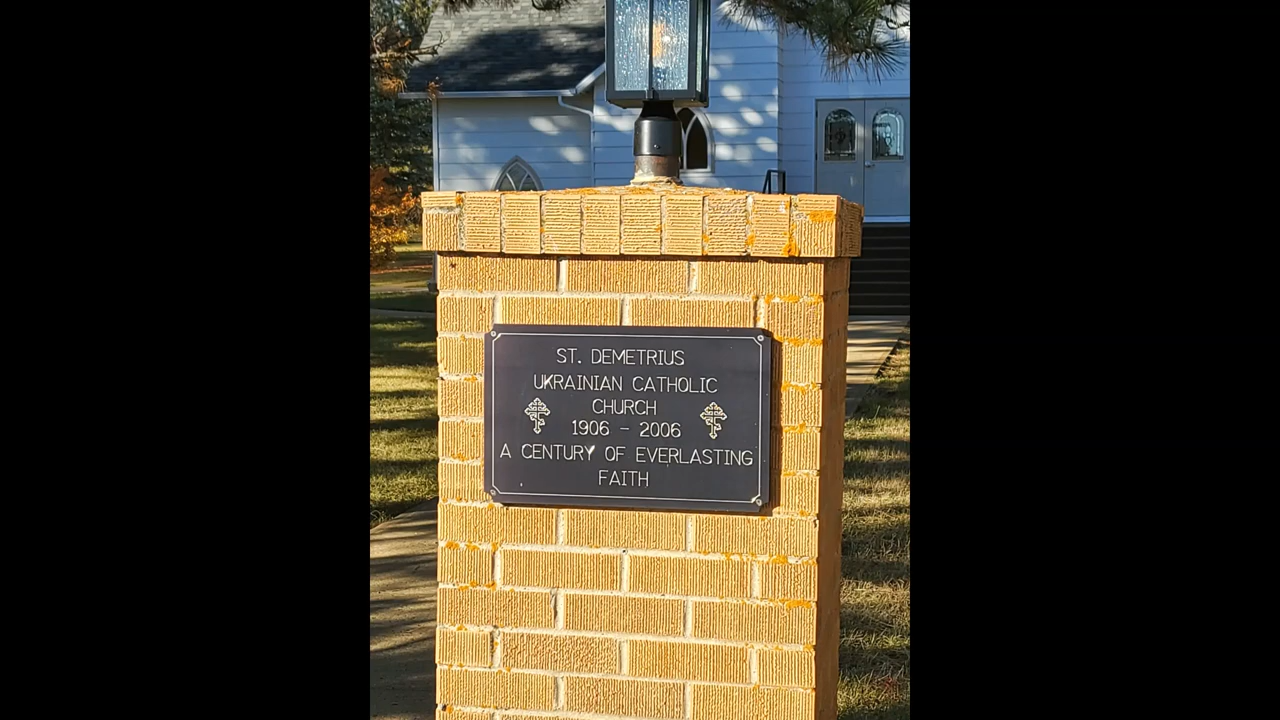 ST. DEMETRIUS
UKRAINIAN CATHOLIC
CHURCH
1906 - 2006
A CENTURY OF EVERLASTING
FAITH